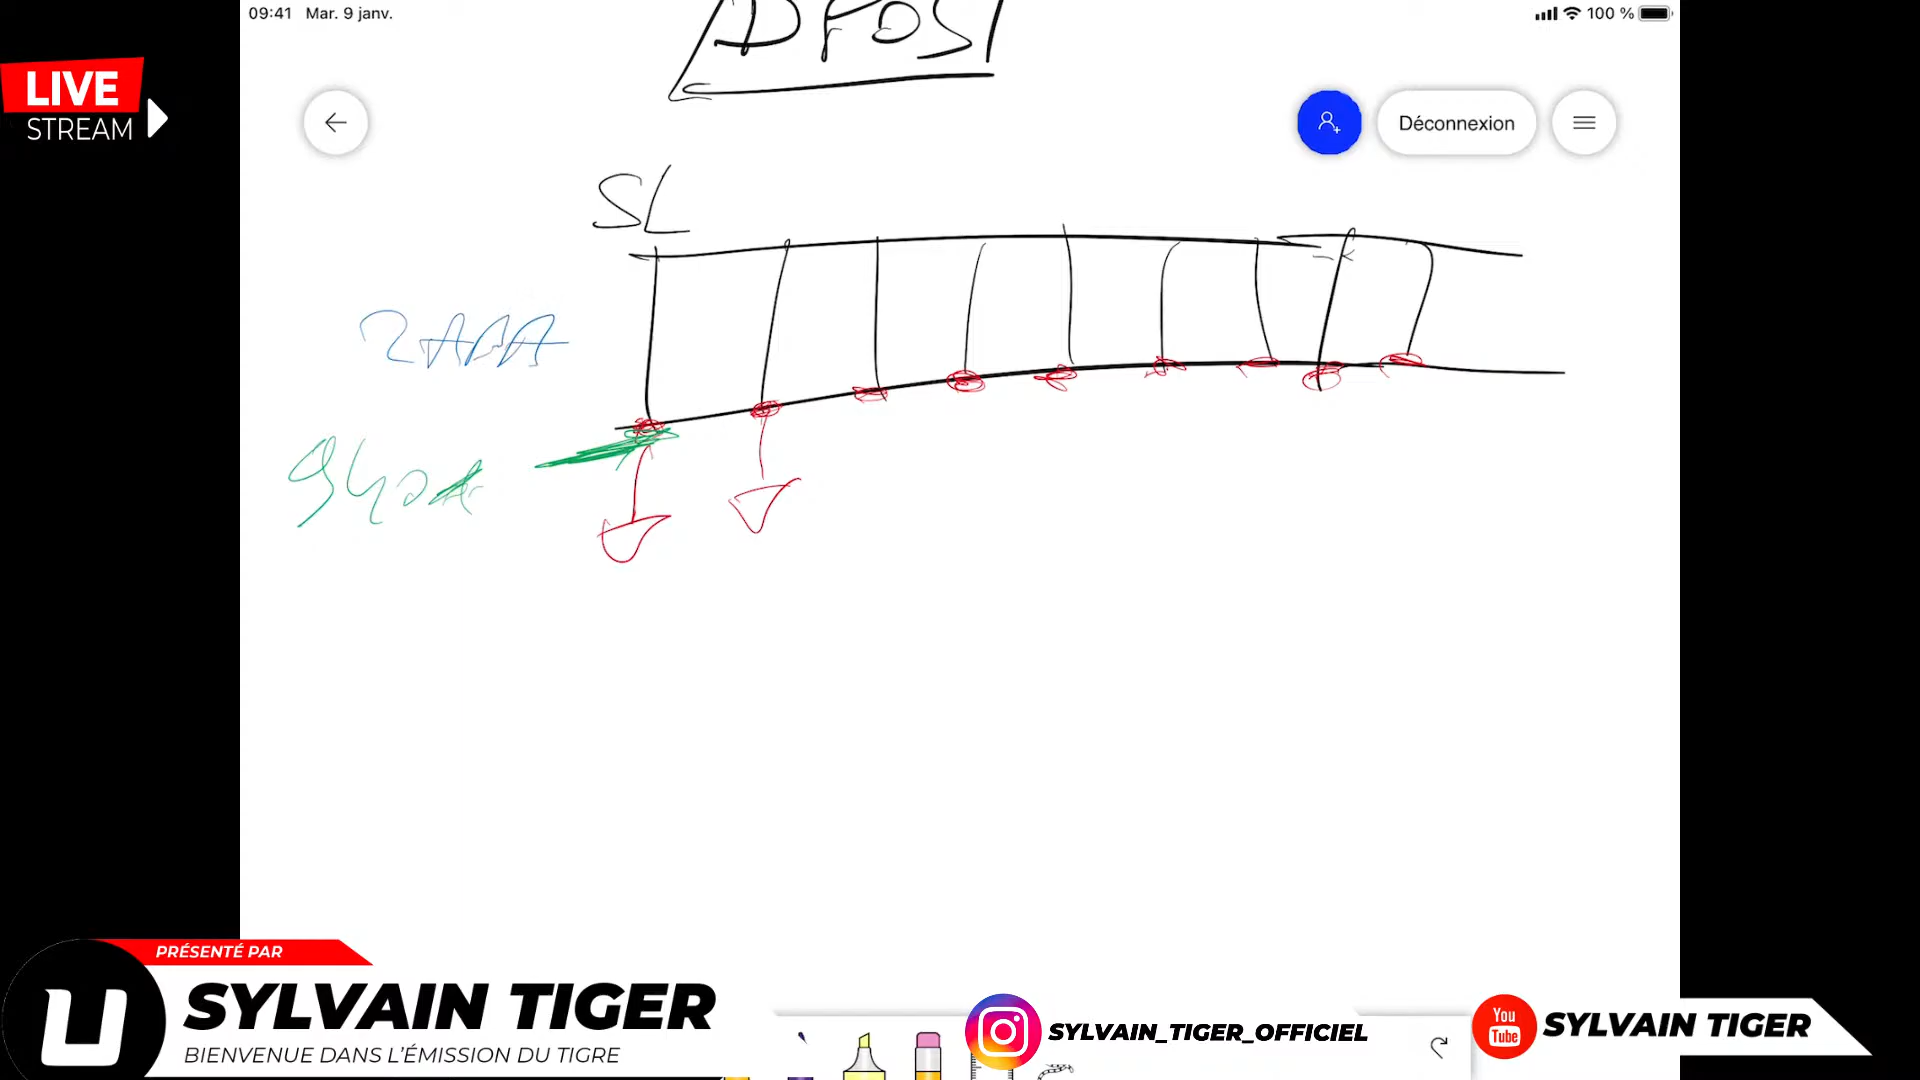 09:41 Mar. 9 janv.
100 %
LIVE
STREAM
Déconnexion
SL
PRÉSENTÉ PAR
SYLVAIN TIGER
BIENVENUE DANS L'ÉMISSION DU TIGRE
SYLVAIN_TIGER_OFFICIEL
You
Tube
SYLVAIN TIGER